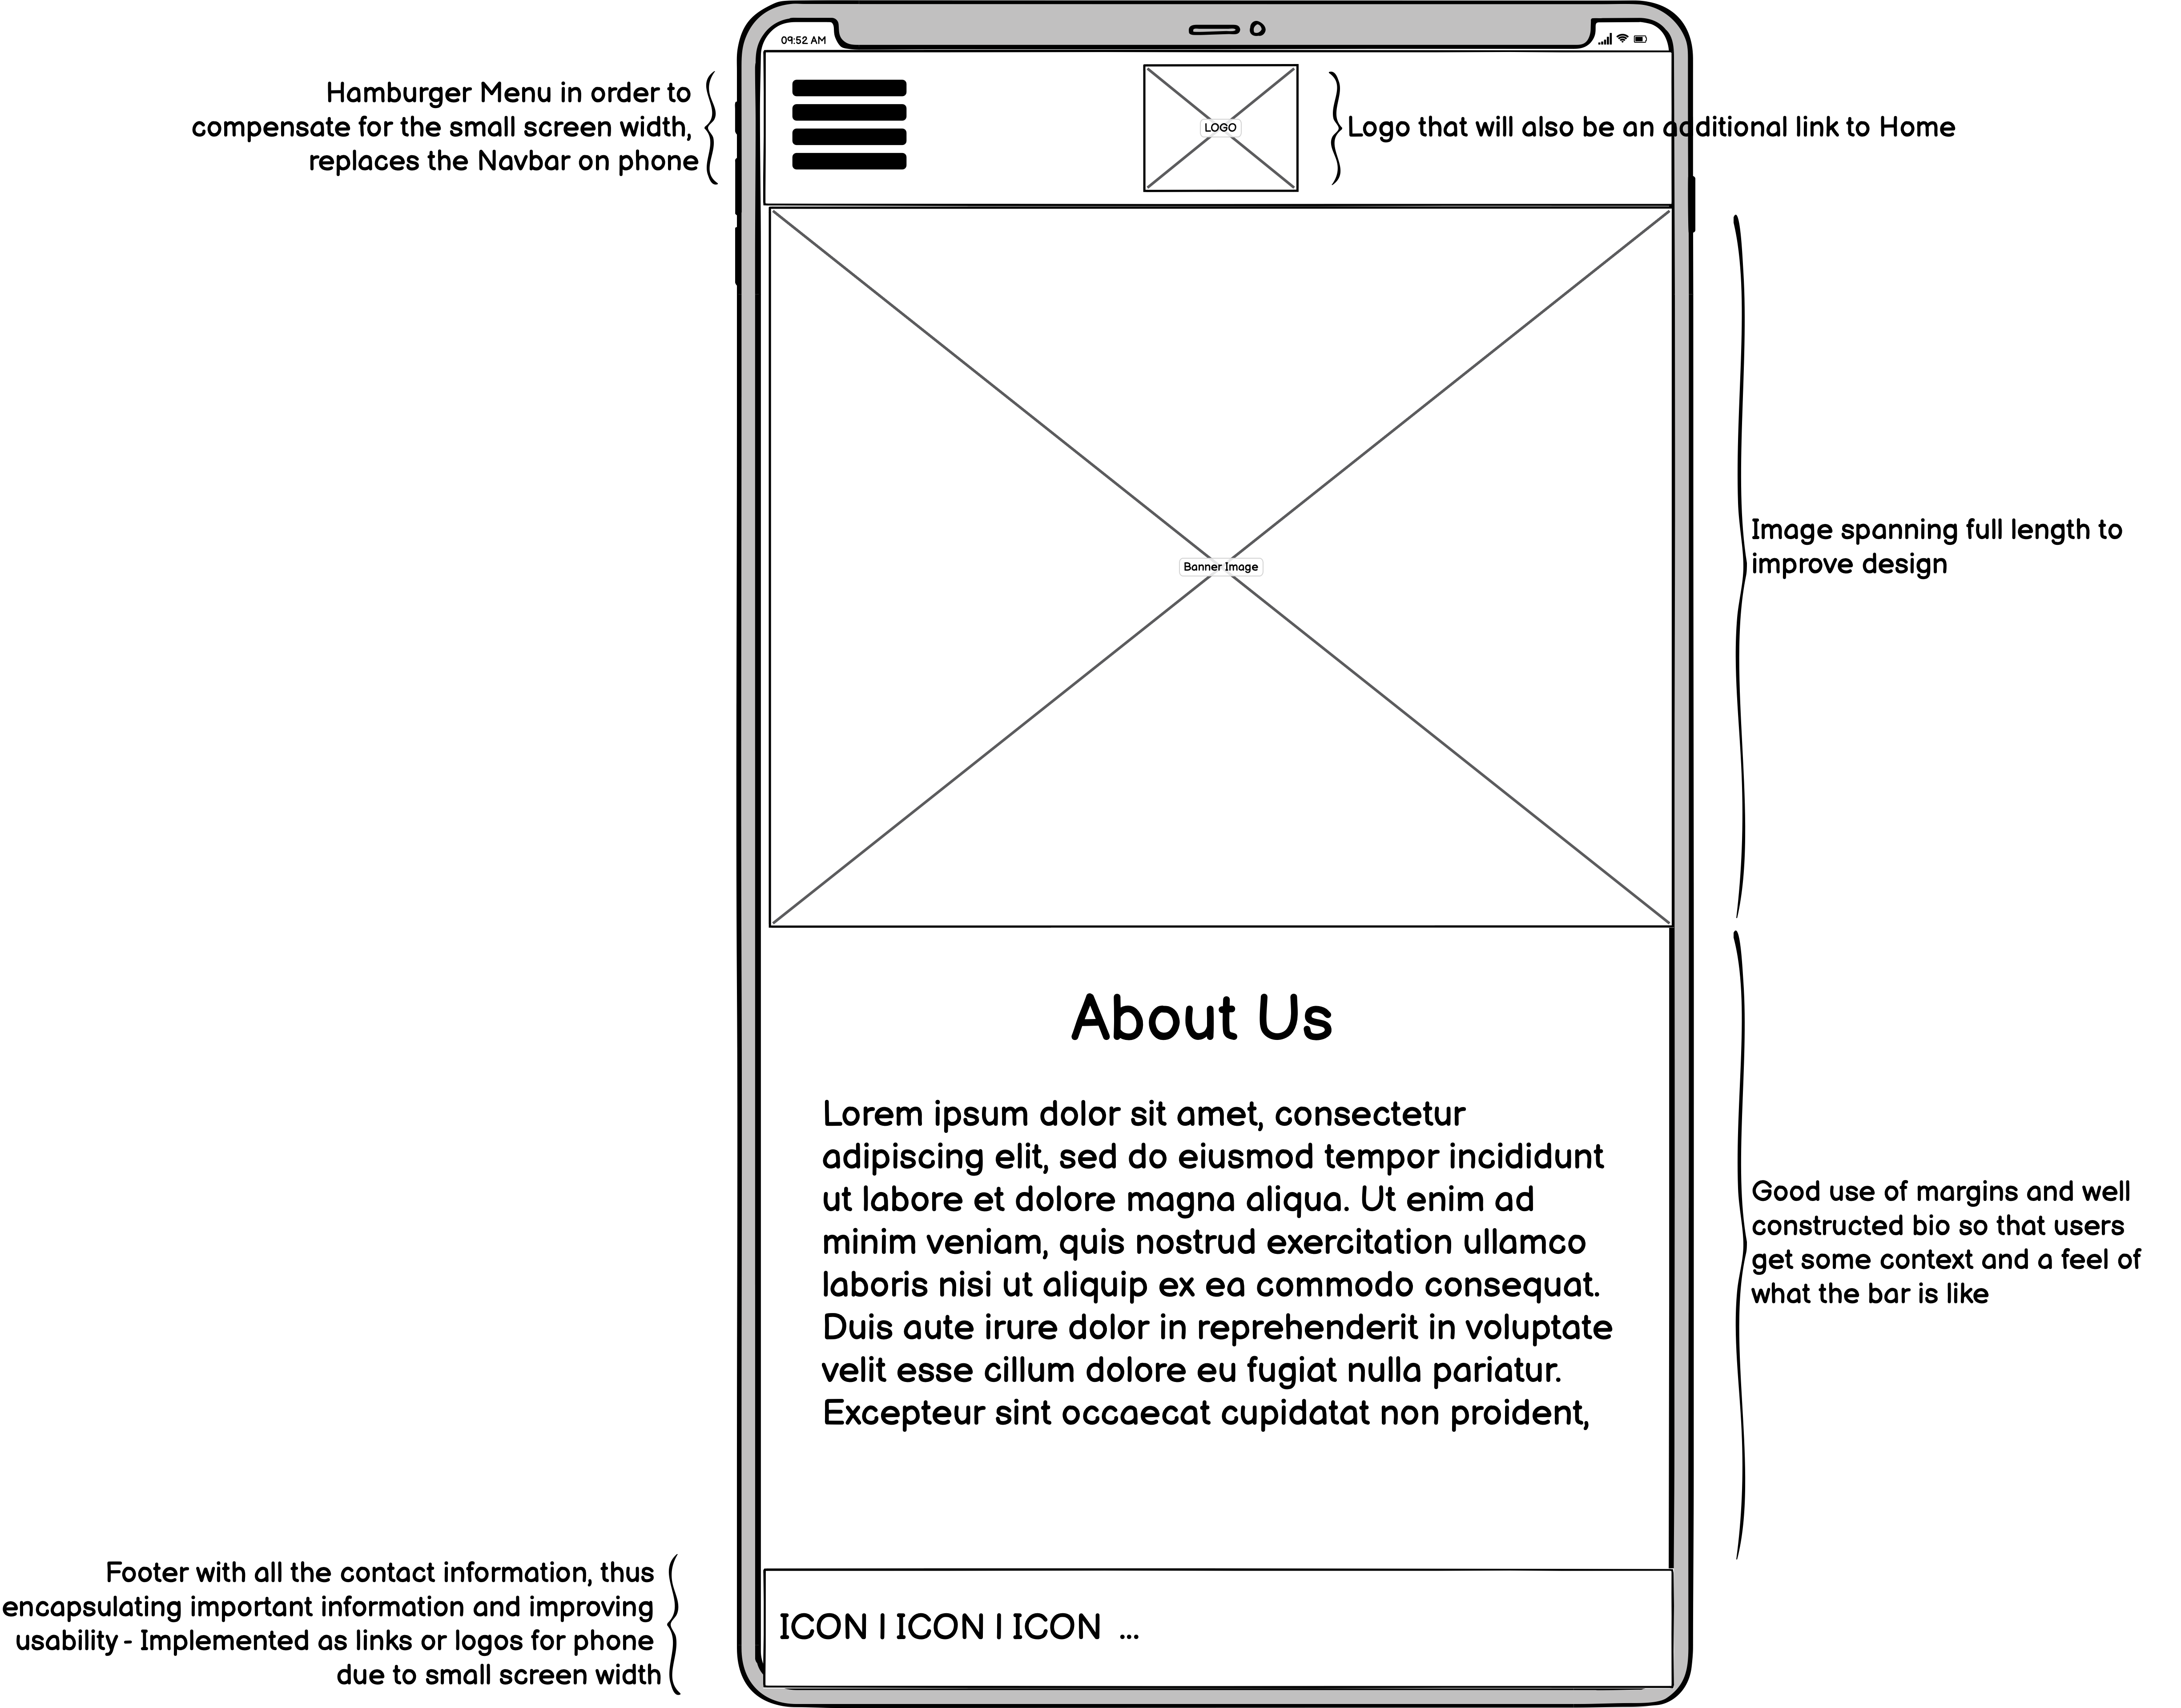 09:52 AM
Hamburger Menu in order to
compensate for the small screen width,
replaces the Navbar on phone
LOGO
Logo that will also be an additional link to Home
Banner Image
Image spanning full length to
improve design
About Us
Lorem ipsum dolor sit amet, consectetur
adipiscing elit, sed do eiusmod tempor incididunt
ut labore et dolore magna aliqua. Ut enim ad
minim veniam, quis nostrud exercitation ullamco
laboris nisi ut aliquip ex ea commodo consequat.
Duis aute irure dolor in reprehenderit in voluptate
velit esse cillum dolore eu fugiat nulla pariatur.
Excepteur sint occaecat cupidatat non proident,
Good use of margins and well
constructed bio so that users
get some context and a feel of
what the bar is like
Footer with all the contact information, thus
encapsulating important information and improving
usability - Implemented as links or logos for phone
due to small screen width
ICON | ICON | ICON ...